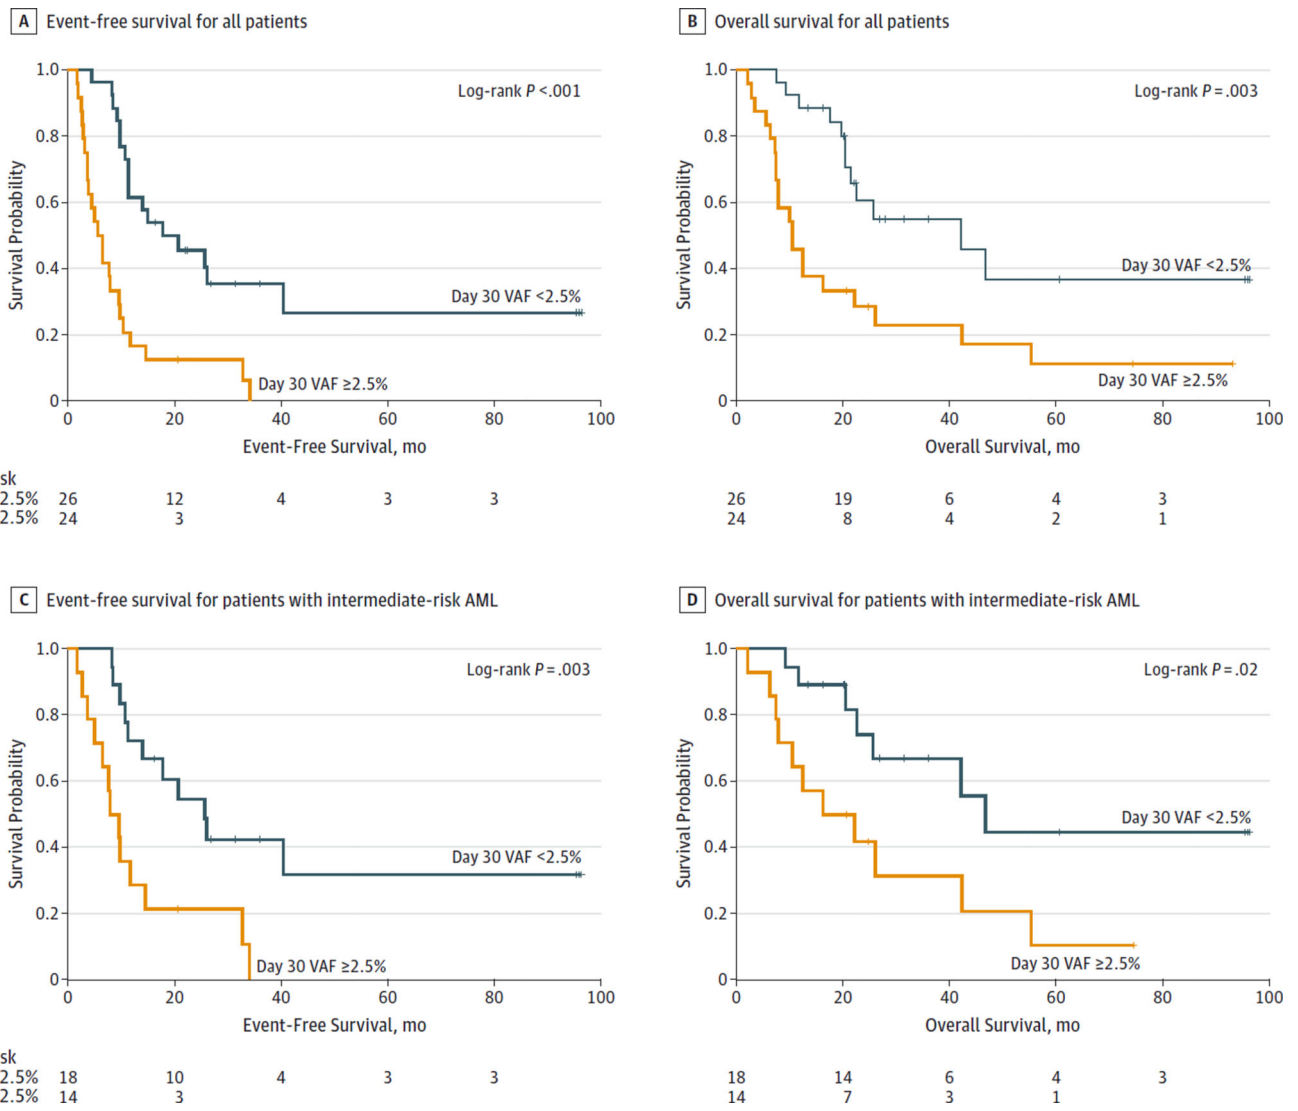 A Event-free survival for all patients
1.0
0.8
0.6
0.4
0.2
0
Survival Probability
Log-rank P <.001
Day 30 VAF <2.5%
Day 30 VAF ≥2.5%
0 20 40 60 80 100
Event-Free Survival, mo
sk
2.5% 26 12 4 3 3
2.5% 24 3
B Overall survival for all patients
1.0
0.8
0.6
0.4
0.2
0
Survival Probability
Log-rank P = .003
Day 30 VAF <2.5%
Day 30 VAF ≥2.5%
0 20 40 60 80 100
Overall Survival, mo
26 19 6 4 3
24 8 4 2 1
C Event-free survival for patients with intermediate-risk AML
1.0
0.8
0.6
0.4
0.2
0
Survival Probability
Log-rank P = .003
Day 30 VAF <2.5%
Day 30 VAF ≥2.5%
0 20 40 60 80 100
Event-Free Survival, mo
sk
2.5% 18 10 4 3 3
2.5% 14 3
D Overall survival for patients with intermediate-risk AML
1.0
0.8
0.6
0.4
0.2
0
Survival Probability
Log-rank P = .02
Day 30 VAF <2.5%
Day 30 VAF ≥2.5%
0 20 40 60 80 100
Overall Survival, mo
18 14 6 4 3
14 7 3 1